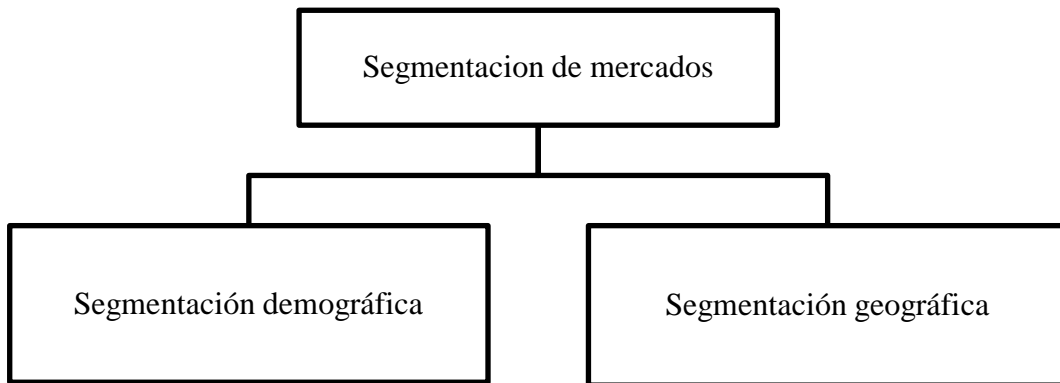 Segmentacion de mercados
Segmentación demográfica
Segmentación geográfica